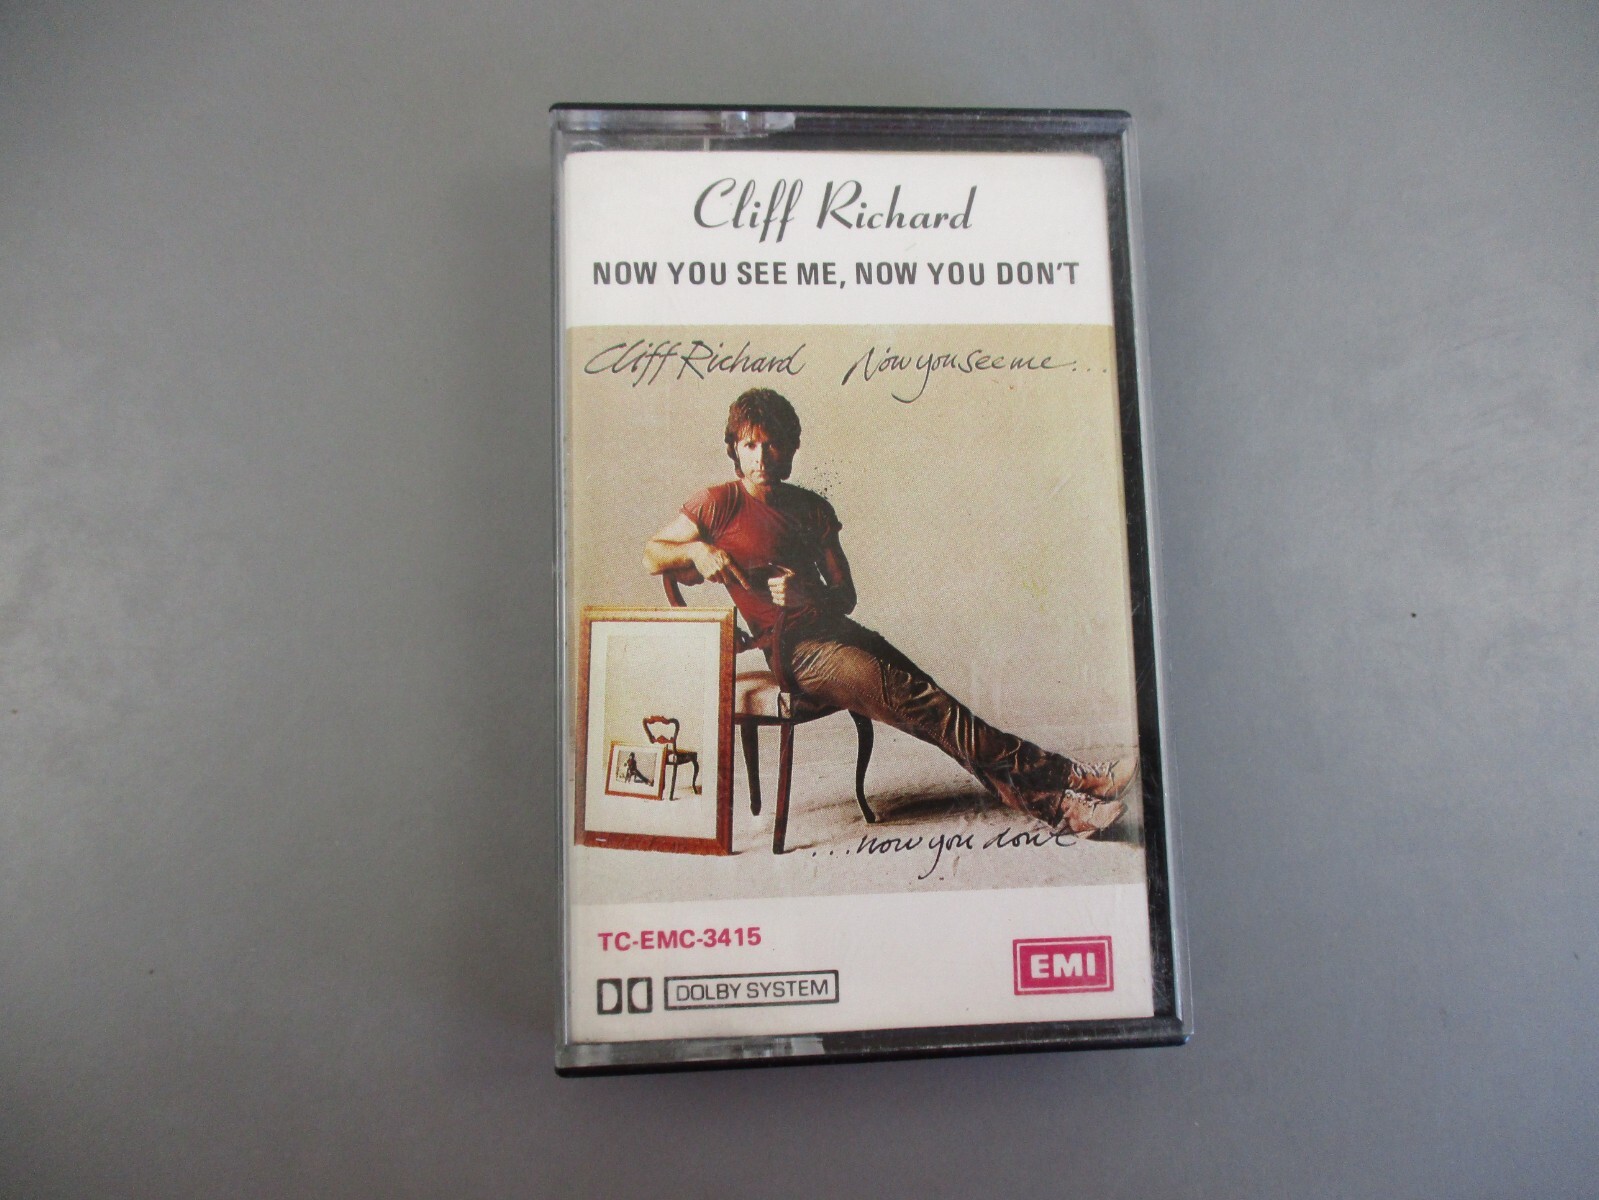 Cliff Richard
NOW YOU SEE ME, NOW YOU DON'T
Cliff Richard Now you see me...
...now you don't
TC-EMC-3415
DOLBY SYSTEM
EMI